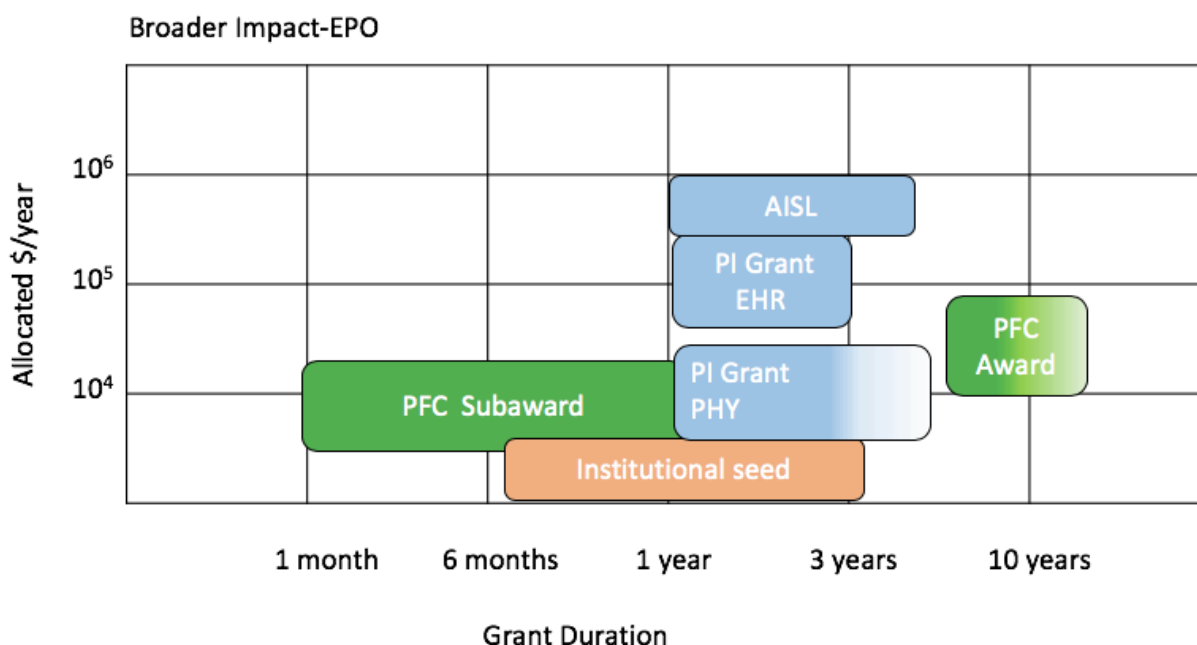 Broader Impact-EPO
Allocated $/year
10⁶
10⁵
10⁴
AISL
PI Grant
EHR
PFC
Award
PI Grant
PHY
PFC Subaward
Institutional seed
1 month
6 months
1 year
3 years
10 years
Grant Duration